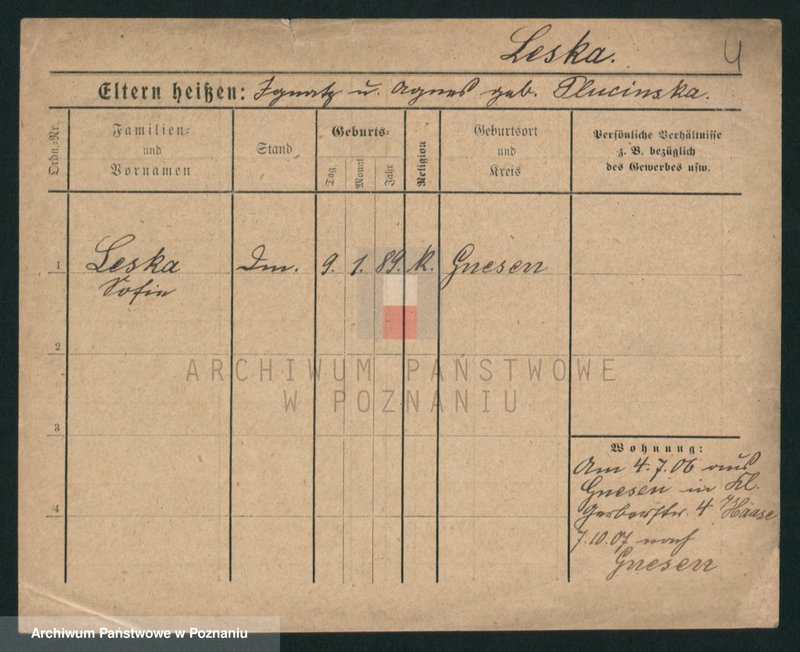 Leska.
4
Eltern heißen: Ignatz u. Agnes geb. Plucinska.
Ordn.-Nr.
Familien-
und
Vornamen
Stand
Geburts-
Tag
Monat
Jahr
Religion
Geburtsort
und
Kreis
Persönliche Verhältnisse
z. B. bezüglich
des Gewerbes usw.
1 Leska Dm. 9. 1. 89. k. Gnesen
Sofie
2
3
4
Wohnung:
Am 4.7.06 aus
Gnesen in Kl.
Gerberstr. 4 Haase
7.10.07 nach
Gnesen
ARCHIWUM PAŃSTWOWE
W POZNANIU
Archiwum Państwowe w Poznaniu